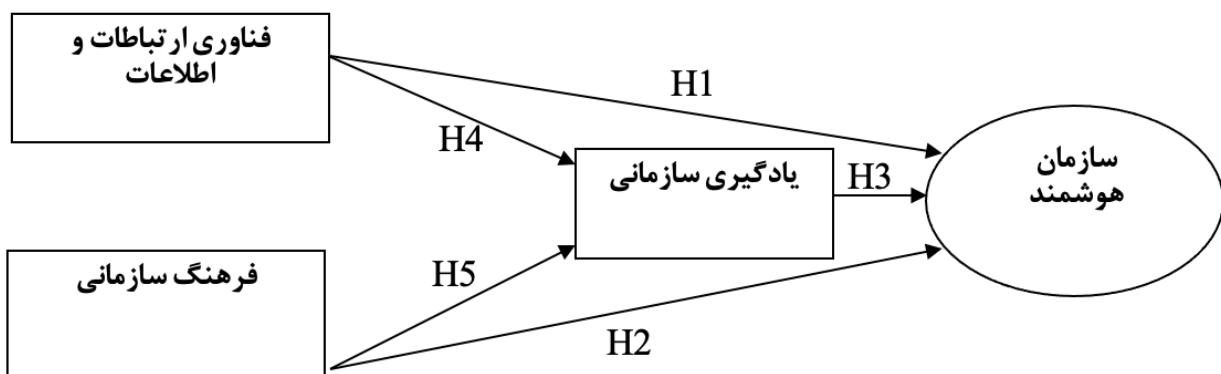 فناوری ارتباطات و
اطلاعات
H1
H4
یادگیری سازمانی
H3
سازمان
هوشمند
فرهنگ سازمانی
H5
H2